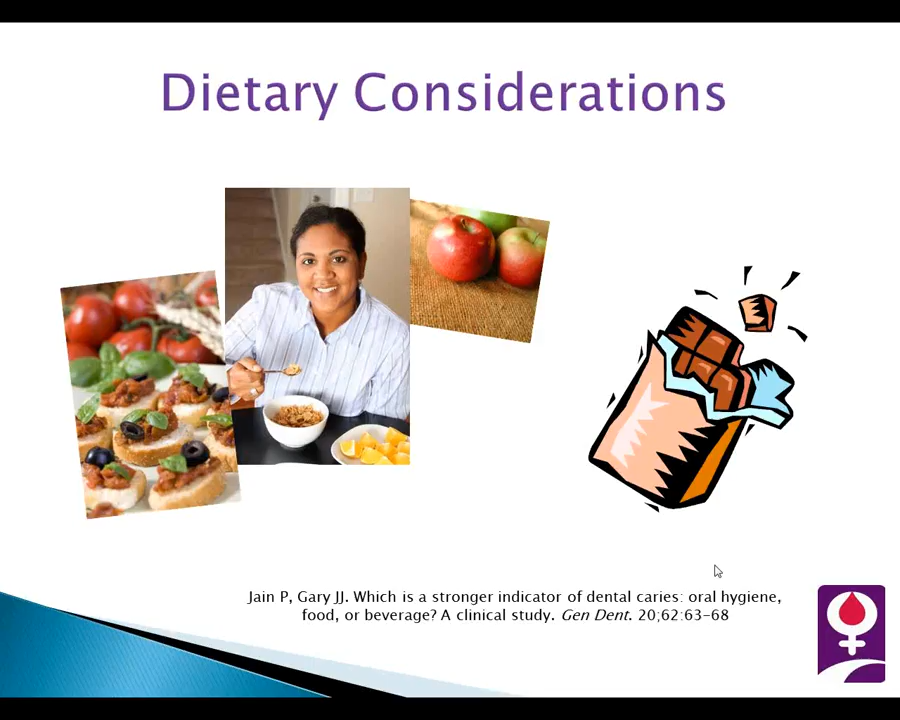 Dietary Considerations
Jain P, Gary JJ. Which is a stronger indicator of dental caries: oral hygiene,
food, or beverage? A clinical study. Gen Dent. 20;62:63-68